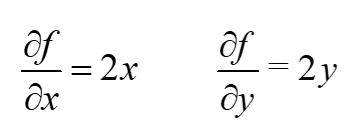 ∂f/∂x = 2x    ∂f/∂y = 2y